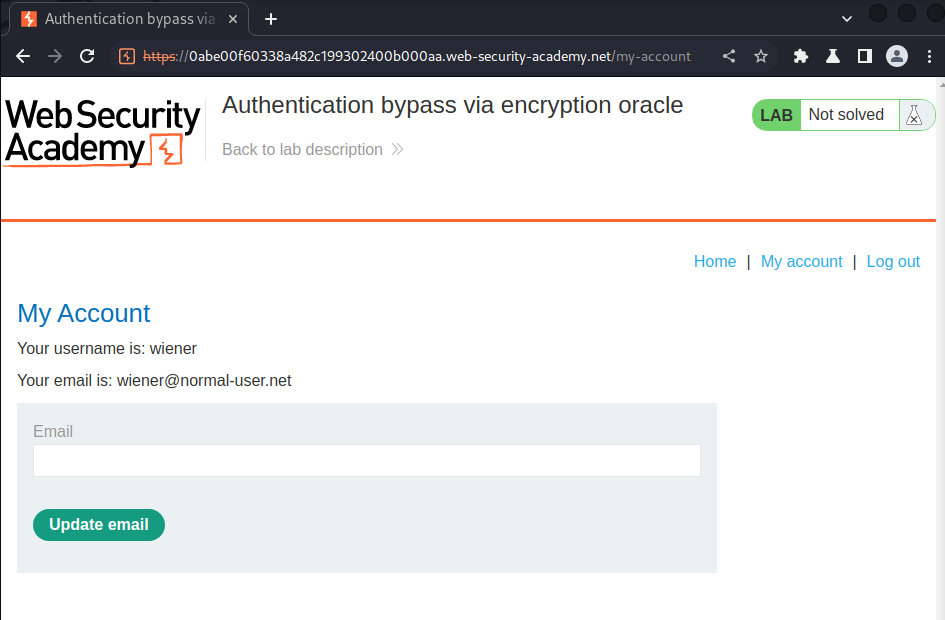 Authentication bypass via
https://0abe00f60338a482c199302400b000aa.web-security-academy.net/my-account
Web Security
Academy
Authentication bypass via encryption oracle
Back to lab description
LAB Not solved
Home | My account | Log out
My Account
Your username is: wiener
Your email is: wiener@normal-user.net
Email
Update email